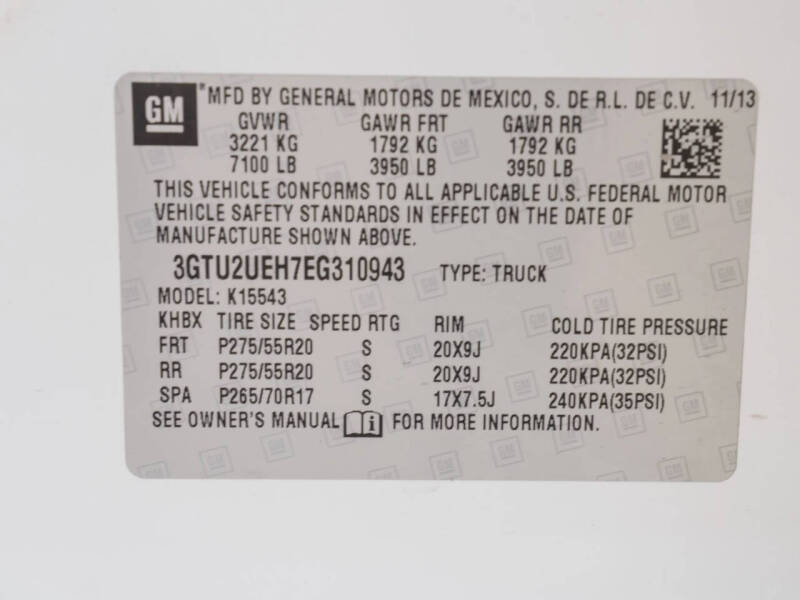 GM *MFD BY GENERAL MOTORS DE MEXICO, S. DE R.L. DE C.V. 11/13
GVWR GAWR FRT GAWR RR
3221 KG 1792 KG 1792 KG
7100 LB 3950 LB 3950 LB
THIS VEHICLE CONFORMS TO ALL APPLICABLE U.S. FEDERAL MOTOR
VEHICLE SAFETY STANDARDS IN EFFECT ON THE DATE OF
MANUFACTURE SHOWN ABOVE.
3GTU2UEH7EG310943 TYPE: TRUCK
MODEL: K15543
KHBX TIRE SIZE SPEED RTG RIM COLD TIRE PRESSURE
FRT P275/55R20 S 20X9J 220KPA(32PSI)
RR P275/55R20 S 20X9J 220KPA(32PSI)
SPA P265/70R17 S 17X7.5J 240KPA(35PSI)
SEE OWNER'S MANUAL i FOR MORE INFORMATION.